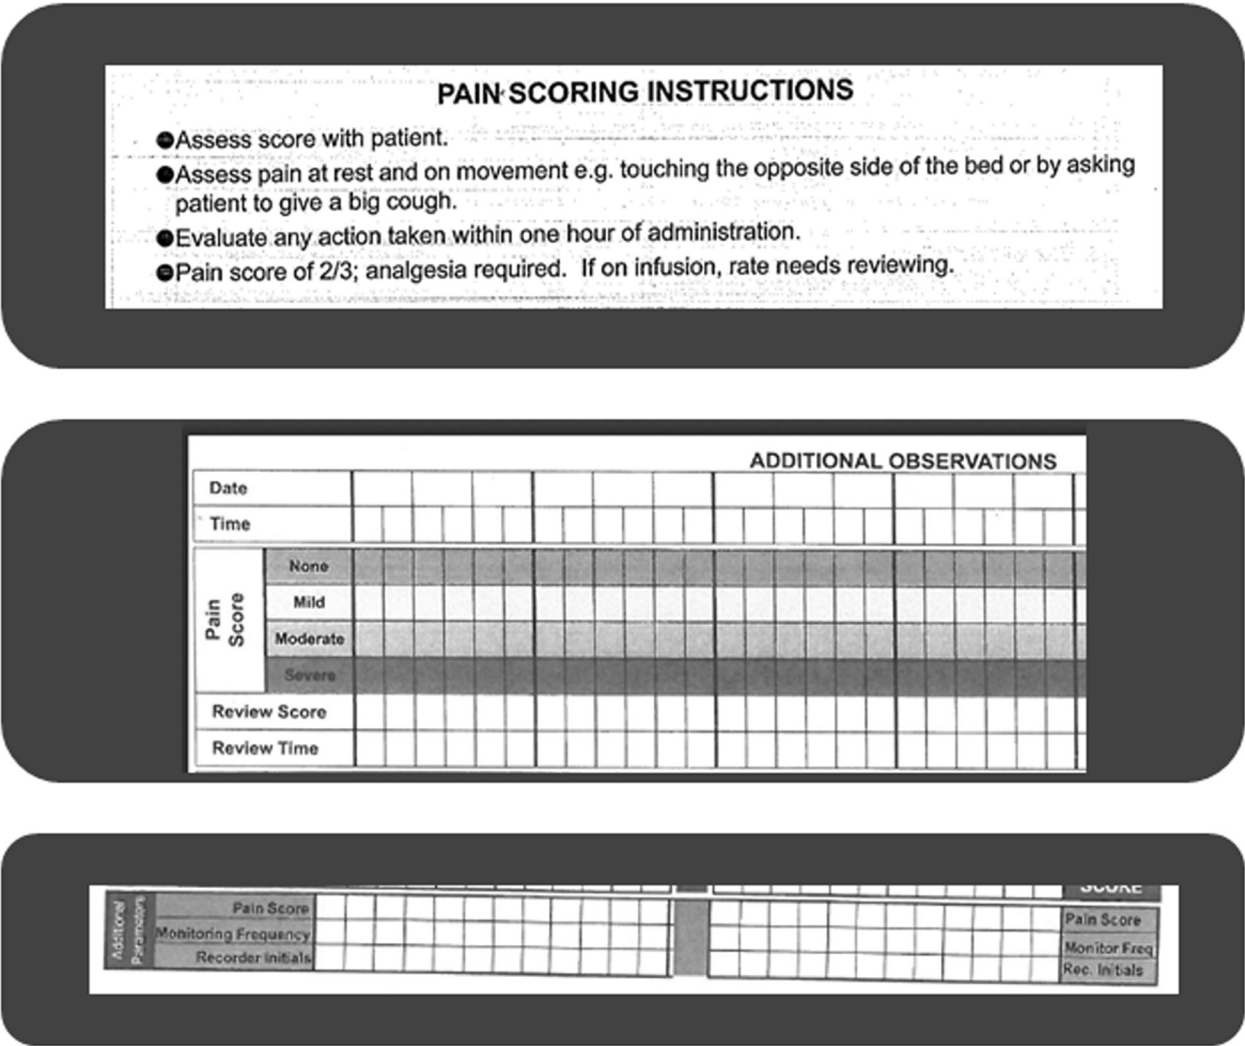 PAIN SCORING INSTRUCTIONS
●Assess score with patient.
●Assess pain at rest and on movement e.g. touching the opposite side of the bed or by asking
patient to give a big cough.
●Evaluate any action taken within one hour of administration.
●Pain score of 2/3; analgesia required. If on infusion, rate needs reviewing.
ADDITIONAL OBSERVATIONS
Date
Time
Pain
Score
None
Mild
Moderate
Severe
Review Score
Review Time
SCORE
Additional
Parameters
Pain Score
Pain Score
Monitoring Frequency
Monitor Freq
Recorder Initials
Rec. Initials